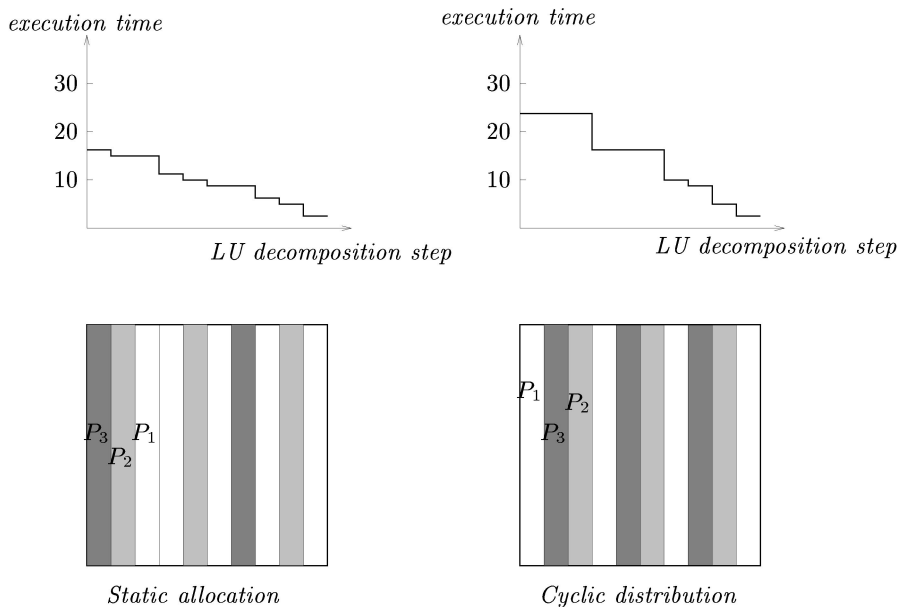 execution time
30
20
10
LU decomposition step
execution time
30
20
10
LU decomposition step
P₃
P₂
P₁
Static allocation
P₁
P₃
P₂
Cyclic distribution